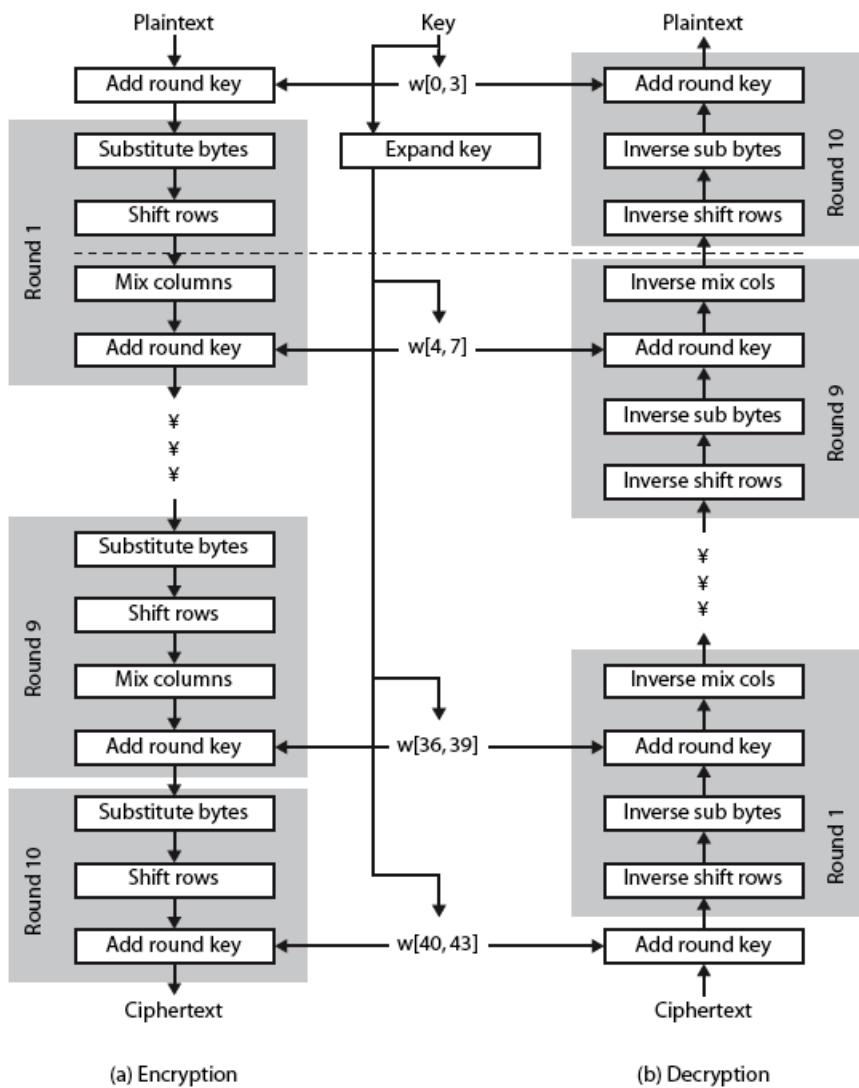 Plaintext
Key
Plaintext
Add round key
w[0, 3]
Add round key
Substitute bytes
Expand key
Inverse sub bytes
Round 10
Shift rows
Inverse shift rows
Round 1
Mix columns
Inverse mix cols
Add round key
w[4, 7]
Add round key
Round 9
¥
Inverse sub bytes
¥
¥
Inverse shift rows
Substitute bytes
¥
¥
Shift rows
¥
Round 9
Mix columns
Inverse mix cols
Add round key
w[36, 39]
Add round key
Substitute bytes
Inverse sub bytes
Round 1
Round 10
Shift rows
Inverse shift rows
Add round key
w[40, 43]
Add round key
Ciphertext
Ciphertext
(a) Encryption
(b) Decryption